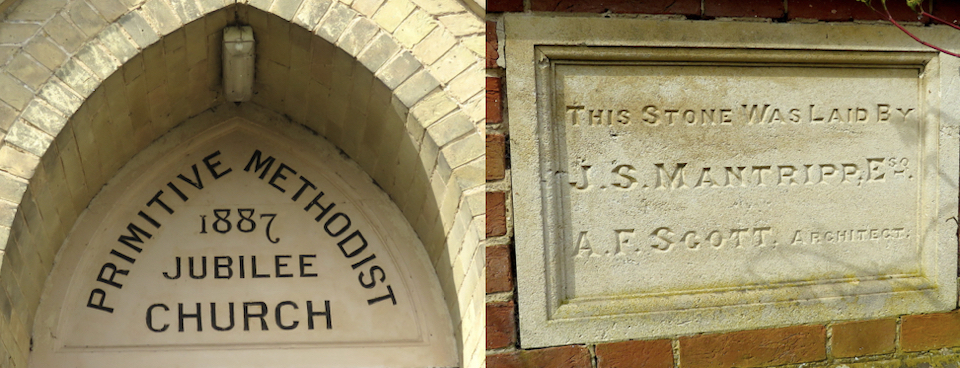 PRIMITIVE METHODIST
1887
JUBILEE
CHURCH
THIS STONE WAS LAID BY
J. S. MANTRIPP, ESQ.
A. F. SCOTT. ARCHITECT.